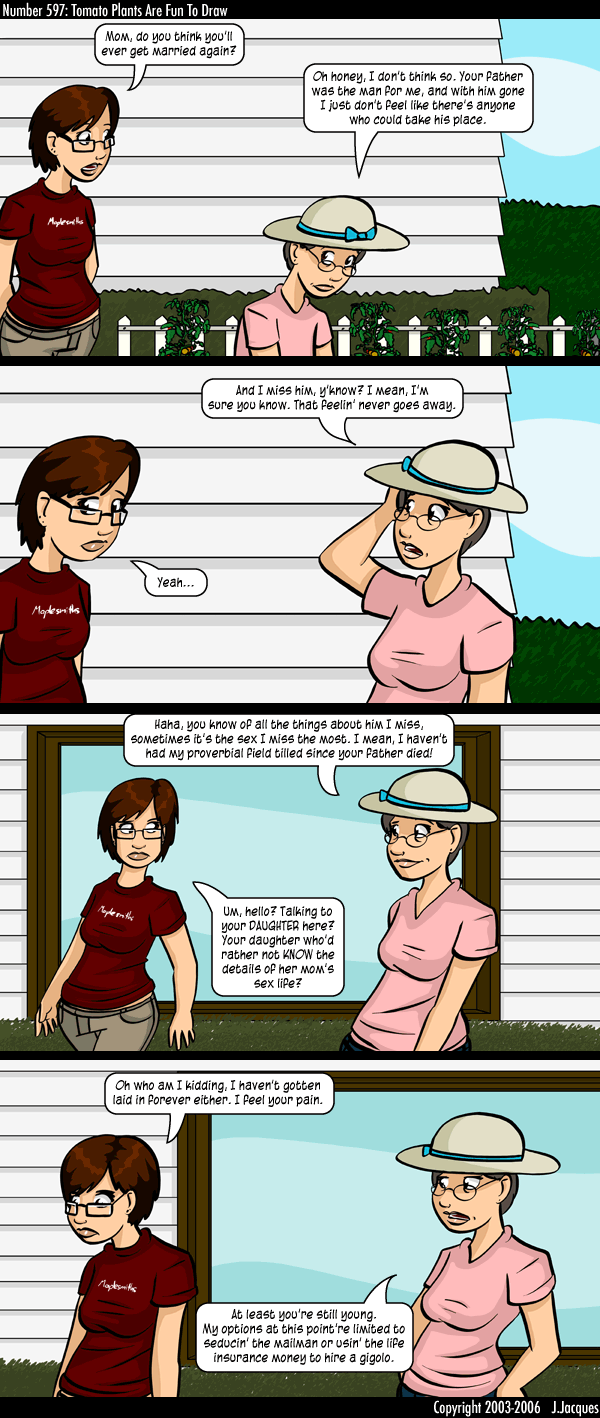 Number 597: Tomato Plants Are Fun To Draw
Mom, do you think you'll
ever get married again?
Oh honey, I don't think so. Your father
was the man for me, and with him gone
I just don't feel like there's anyone
who could take his place.
Maplesmiths
And I miss him, y'know? I mean, I'm
sure you know. That feelin' never goes away.
Yeah...
Maplesmiths
Haha, you know of all the things about him I miss,
sometimes it's the sex I miss the most. I mean, I haven't
had my proverbial field tilled since your father died!
Um, hello? Talking to
your DAUGHTER here?
Your daughter who'd
rather not KNOW the
details of her mom's
sex life?
Maplesmiths
Oh who am I kidding, I haven't gotten
laid in forever either. I feel your pain.
Maplesmiths
At least you're still young.
My options at this point're limited to
seducin' the mailman or usin' the life
insurance money to hire a gigolo.
Copyright 2003-2006 J.Jacques